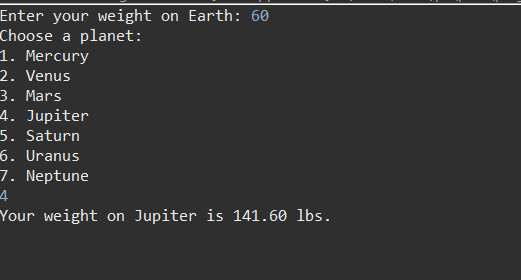 Enter your weight on Earth: 60
Choose a planet:
1. Mercury
2. Venus
3. Mars
4. Jupiter
5. Saturn
6. Uranus
7. Neptune
4
Your weight on Jupiter is 141.60 lbs.